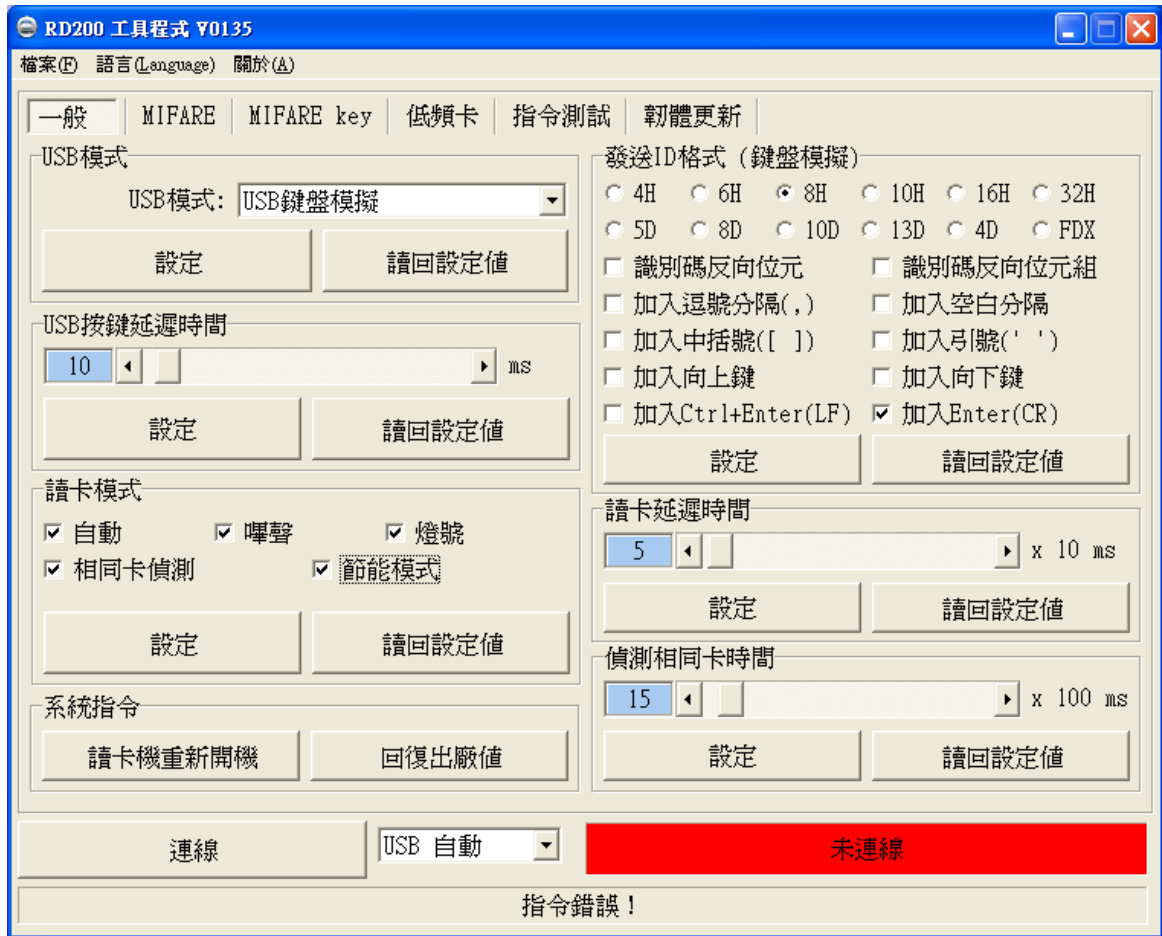 RD200 工具程式 V0135
檔案(F) 語言(Language) 關於(A)
一般 MIFARE MIFARE key 低頻卡 指令測試 韌體更新
USB模式
USB模式: USB鍵盤模擬
設定 讀回設定值
USB按鍵延遲時間
10 ms
設定 讀回設定值
讀卡模式
自動 嗶聲 燈號
相同卡偵測 節能模式
設定 讀回設定值
系統指令
讀卡機重新開機 回復出廠值
發送ID格式 (鍵盤模擬)
4H 6H 8H 10H 16H 32H
5D 8D 10D 13D 4D FDX
識別碼反向位元 識別碼反向位元組
加入逗號分隔(,) 加入空白分隔
加入中括號([ ]) 加入引號(' ')
加入向上鍵 加入向下鍵
加入Ctrl+Enter(LF) 加入Enter(CR)
設定 讀回設定值
讀卡延遲時間
5 x 10 ms
設定 讀回設定值
偵測相同卡時間
15 x 100 ms
設定 讀回設定值
連線 USB 自動 未連線
指令錯誤！